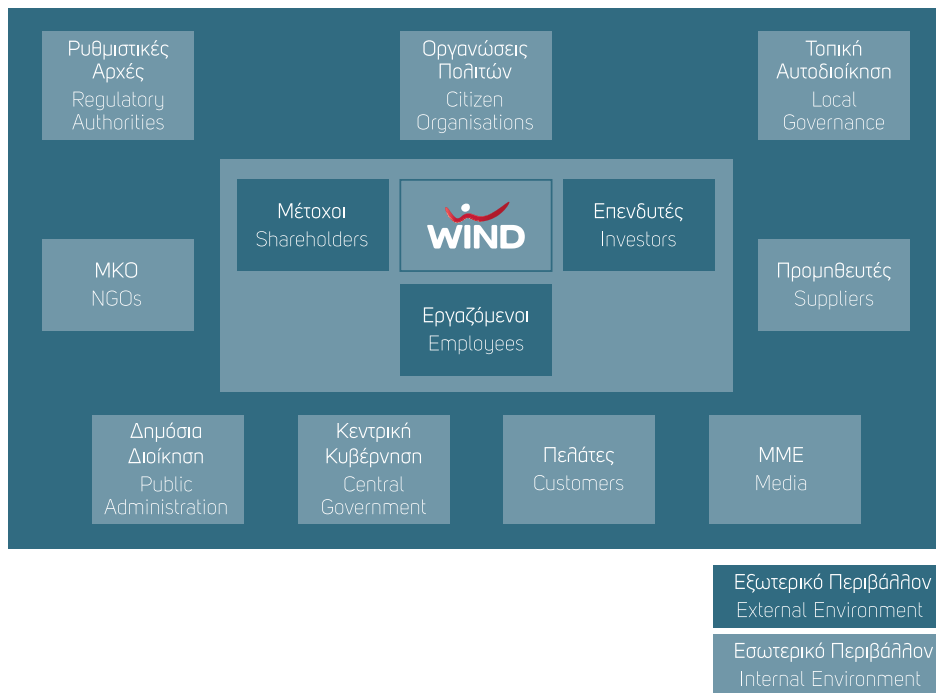 Ρυθμιστικές
Αρχές
Regulatory
Authorities
Οργανώσεις
Πολιτών
Citizen
Organisations
Τοπική
Αυτοδιοίκηση
Local
Governance
Μέτοχοι
Shareholders
WIND
Επενδυτές
Investors
ΜΚΟ
NGOs
Εργαζόμενοι
Employees
Προμηθευτές
Suppliers
Δημόσια
Διοίκηση
Public
Administration
Κεντρική
Κυβέρνηση
Central
Government
Πελάτες
Customers
ΜΜΕ
Media
Εξωτερικό Περιβάλλον
External Environment
Εσωτερικό Περιβάλλον
Internal Environment